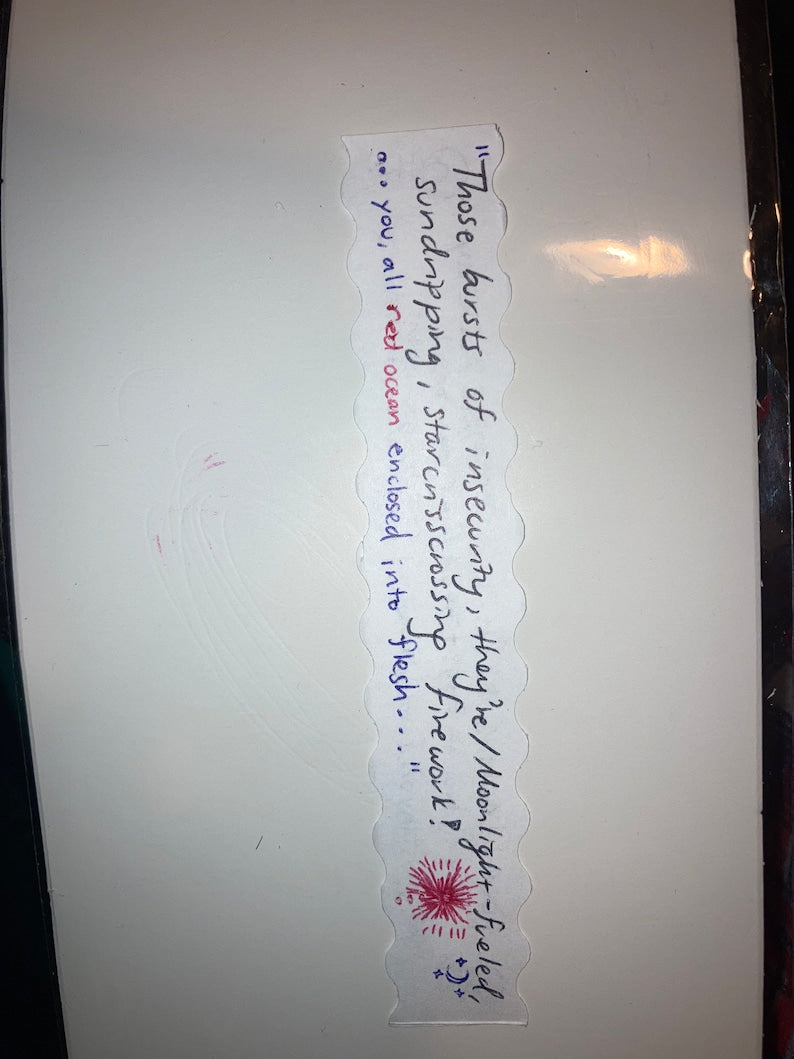 "Those bursts of insecurity, they're/Moonlight-fueled,
sundripping, starcrisscrossing firework!
... you, all red ocean enclosed into flesh..."